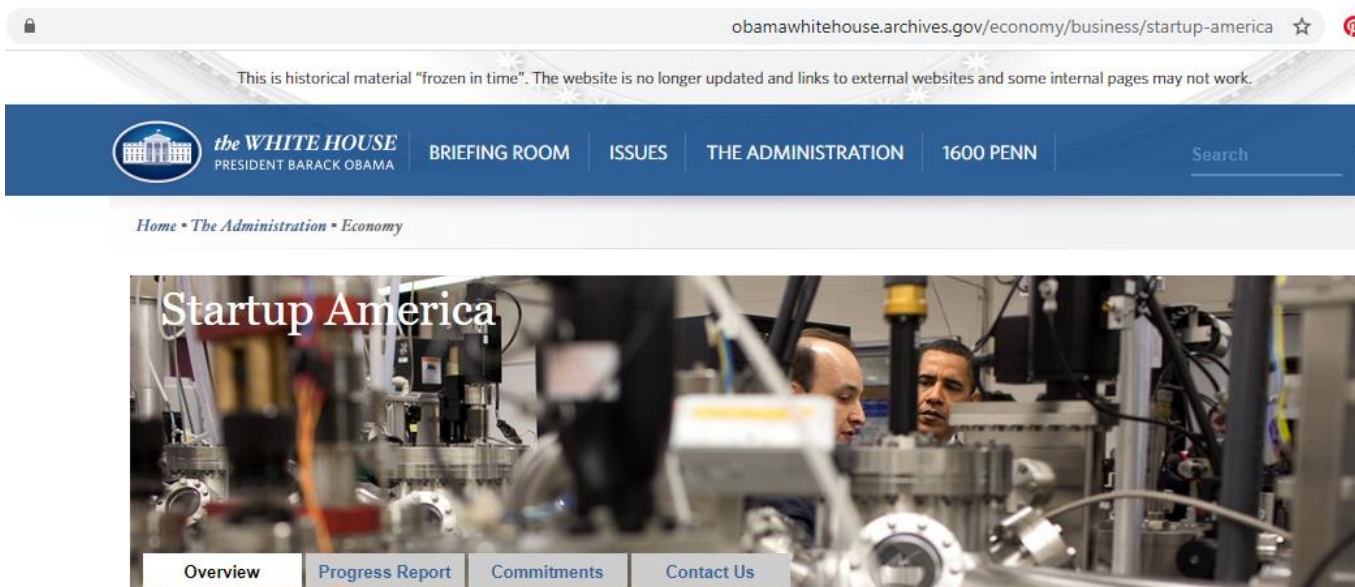 obamawhitehouse.archives.gov/economy/business/startup-america
This is historical material "frozen in time". The website is no longer updated and links to external websites and some internal pages may not work.
the WHITE HOUSE
PRESIDENT BARACK OBAMA
BRIEFING ROOM
ISSUES
THE ADMINISTRATION
1600 PENN
Search
Home ▪ The Administration ▪ Economy
Startup America
Overview
Progress Report
Commitments
Contact Us